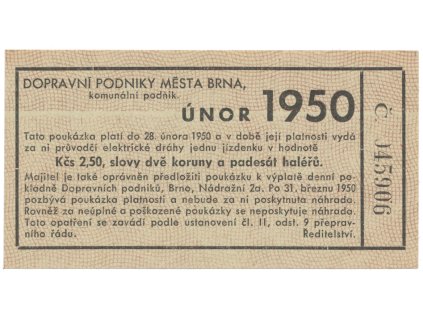 DOPRAVNÍ PODNIKY MĚSTA BRNA,
komunální podnik.
ÚNOR 1950
Tato poukázka platí do 28. února 1950 a v době její platnosti vydá
za ni průvodčí elektrické dráhy jednu jízdenku v hodnotě
Kčs 2,50, slovy dvě koruny a padesát haléřů.
Majitel je také oprávněn předložiti poukázku k výplatě denní po-
kladně Dopravních podniků, Brno, Nádražní 2a. Po 31. březnu 1950
pozbývá poukázka platnosti a nebude za ni poskytnuta náhrada.
Rovněž za neúplné a poškozené poukázky se neposkytuje náhrada.
Toto opatření se zavádí podle ustanovení čl. II, odst. 9 přeprav-
ního řádu. Ředitelství.
Č. 045906